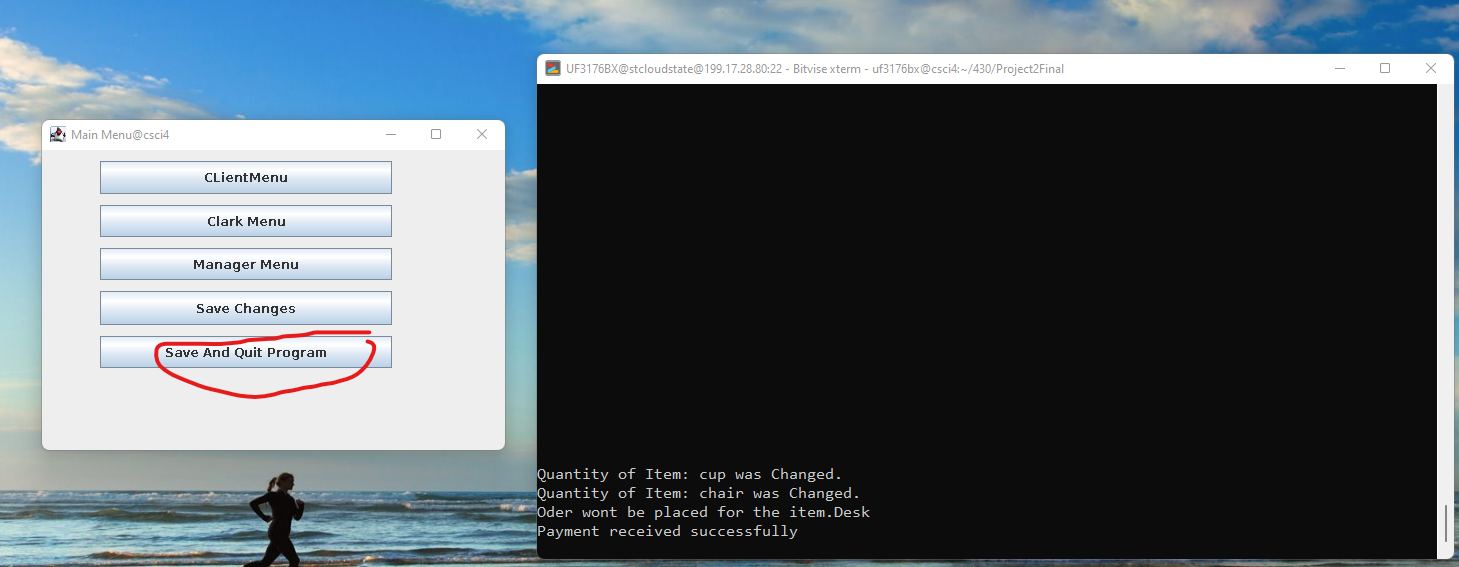 UF3176BX@stcloudstate@199.17.28.80:22 - Bitvise xterm - uf3176bx@csci4:~/430/Project2Final
Main Menu@csci4
CLientMenu
Clark Menu
Manager Menu
Save Changes
Save And Quit Program
Quantity of Item: cup was Changed.
Quantity of Item: chair was Changed.
Oder wont be placed for the item.Desk
Payment received successfully